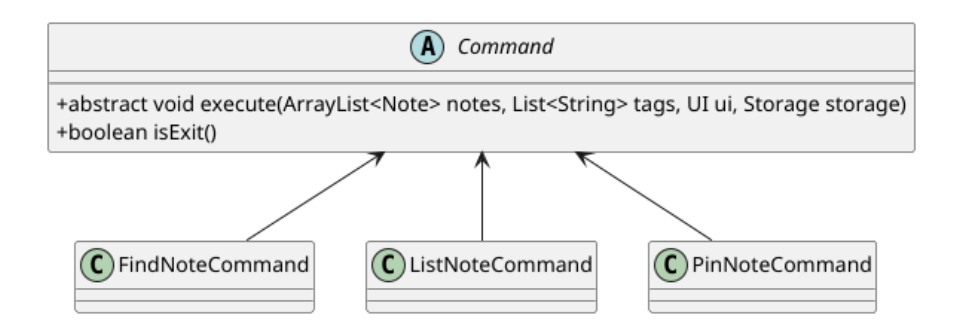 A Command
+abstract void execute(ArrayList<Note> notes, List<String> tags, UI ui, Storage storage)
+boolean isExit()
C FindNoteCommand
C ListNoteCommand
C PinNoteCommand